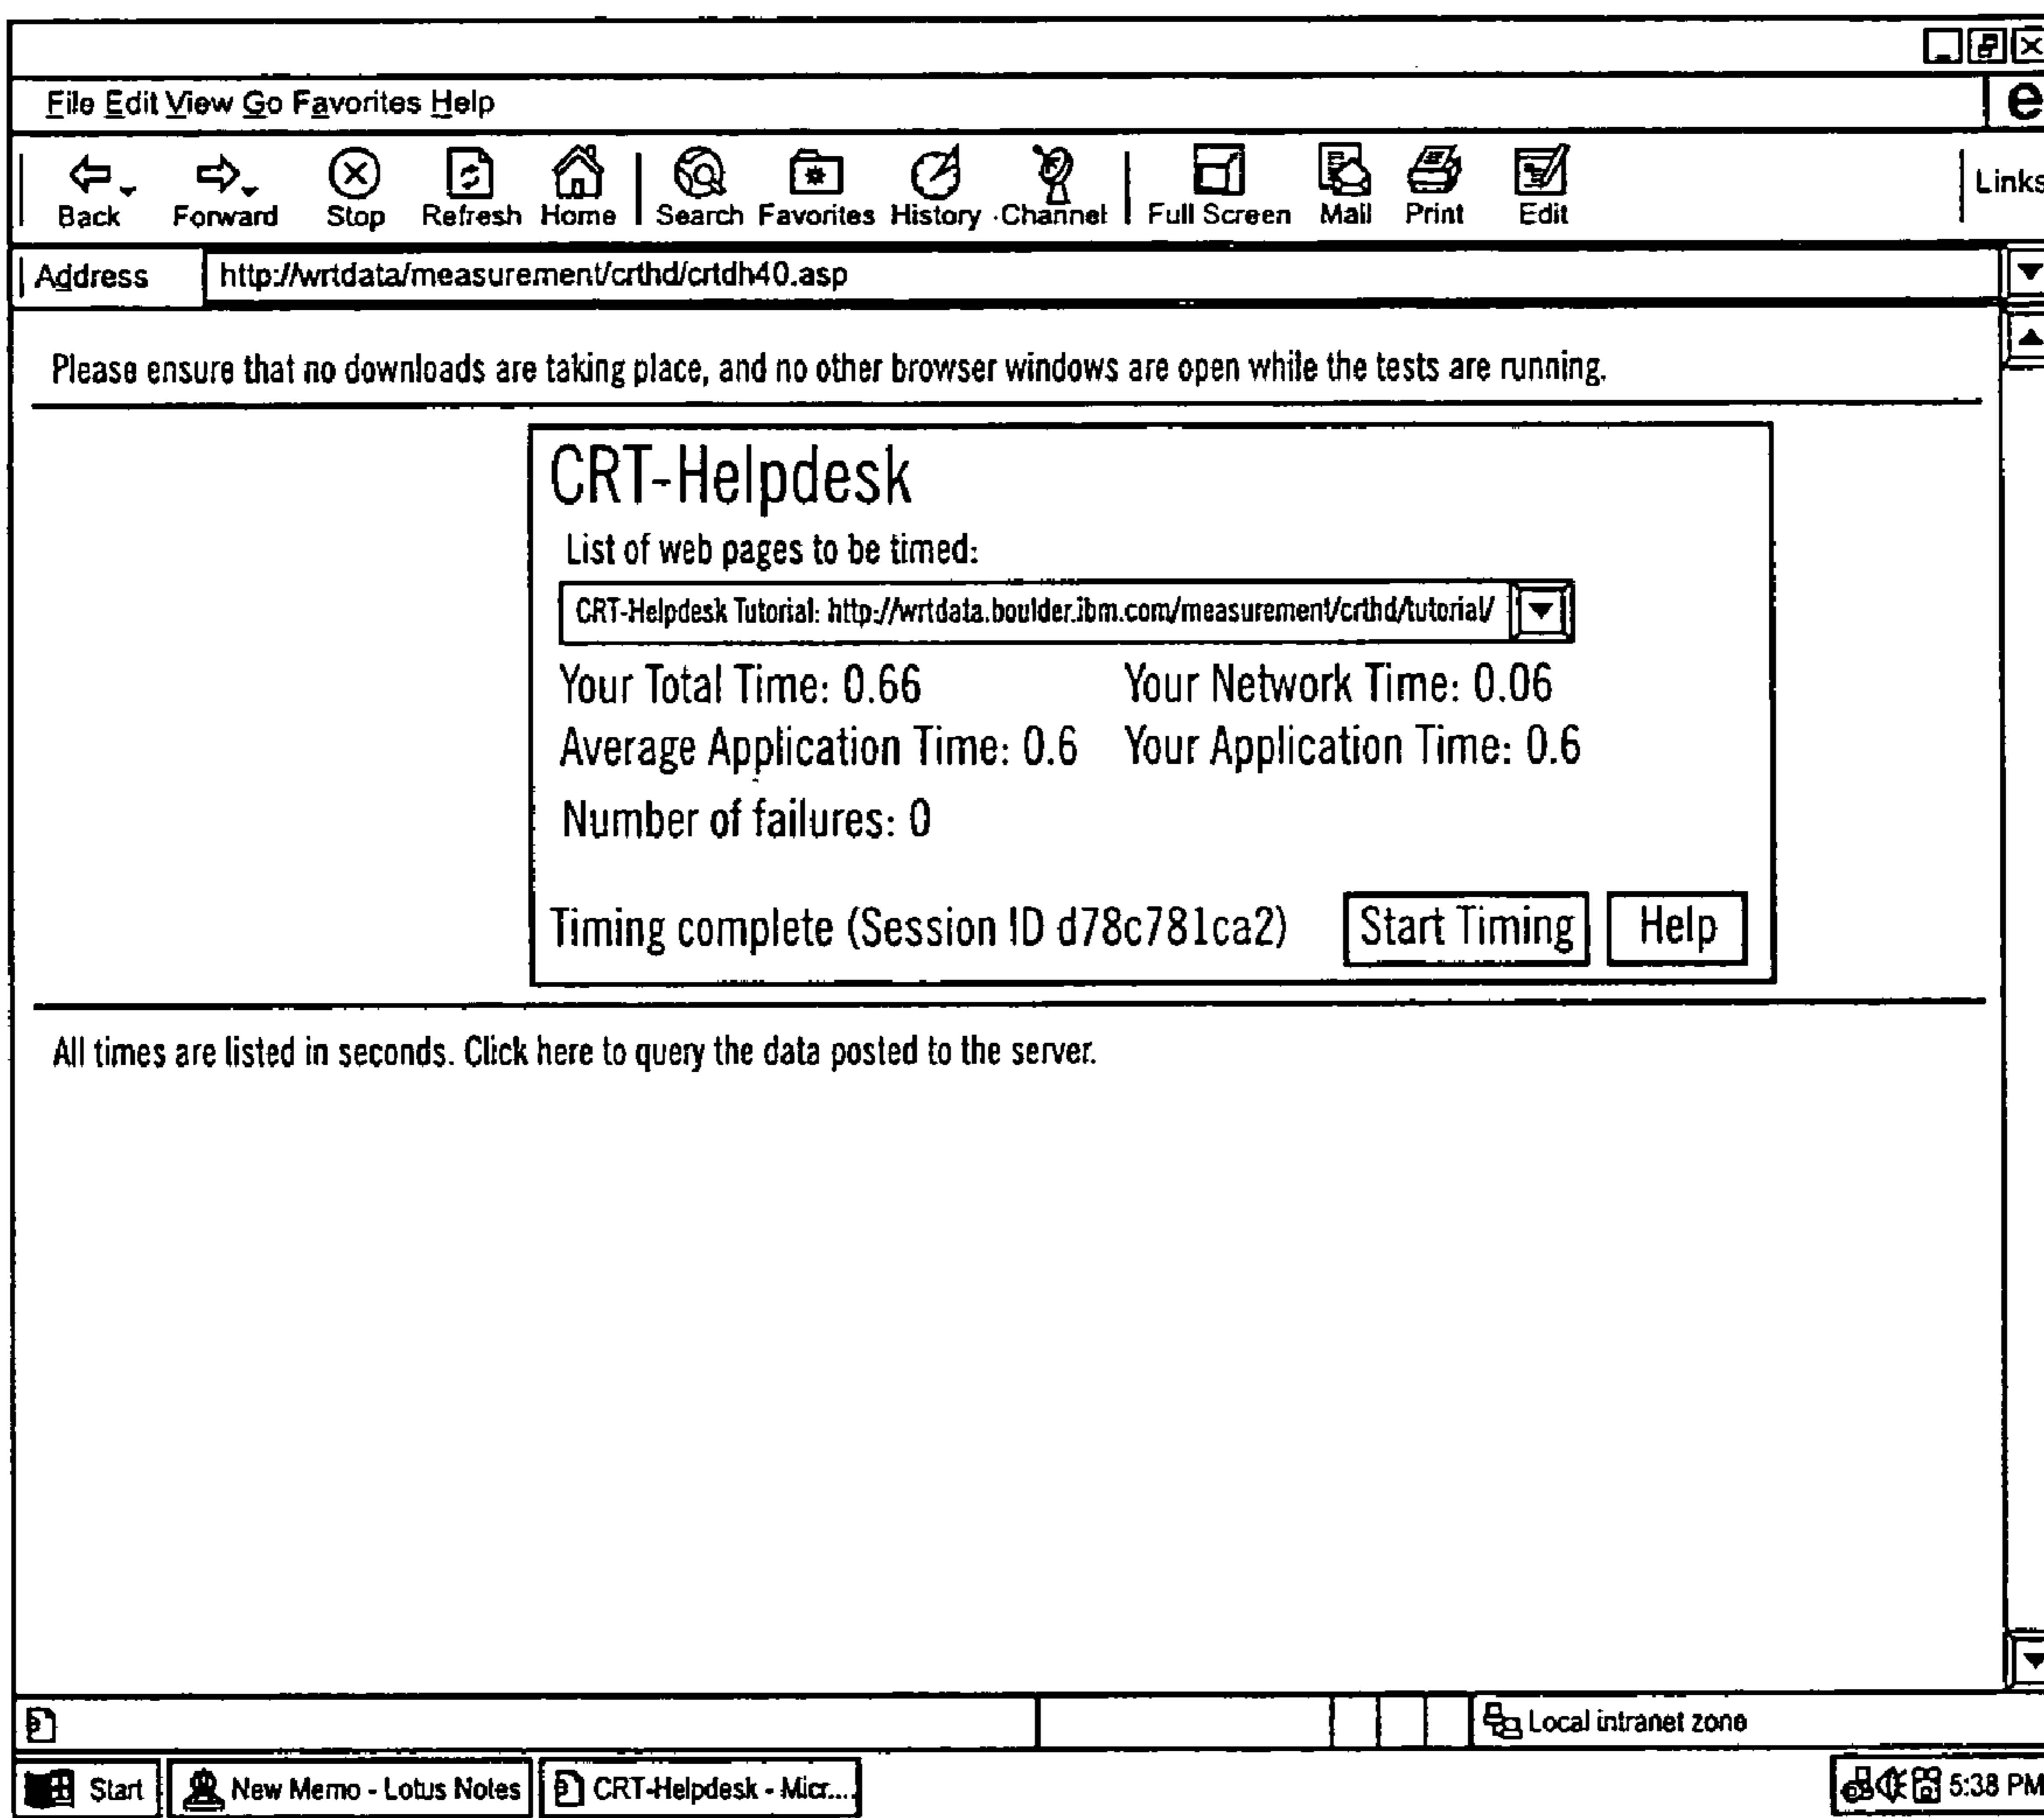 File Edit View Go Favorites Help
e
Back Forward Stop Refresh Home Search Favorites History Channel Full Screen Mail Print Edit Links
Address http://wrtdata/measurement/crthd/crtdh40.asp
Please ensure that no downloads are taking place, and no other browser windows are open while the tests are running.
CRT-Helpdesk
List of web pages to be timed:
CRT-Helpdesk Tutorial: http://wrtdata.boulder.ibm.com/measurement/crthd/tutorial/
Your Total Time: 0.66 Your Network Time: 0.06
Average Application Time: 0.6 Your Application Time: 0.6
Number of failures: 0
Timing complete (Session ID d78c781ca2) Start Timing Help
All times are listed in seconds. Click here to query the data posted to the server.
Local intranet zone
Start New Memo - Lotus Notes CRT-Helpdesk - Micr.... 5:38 PM